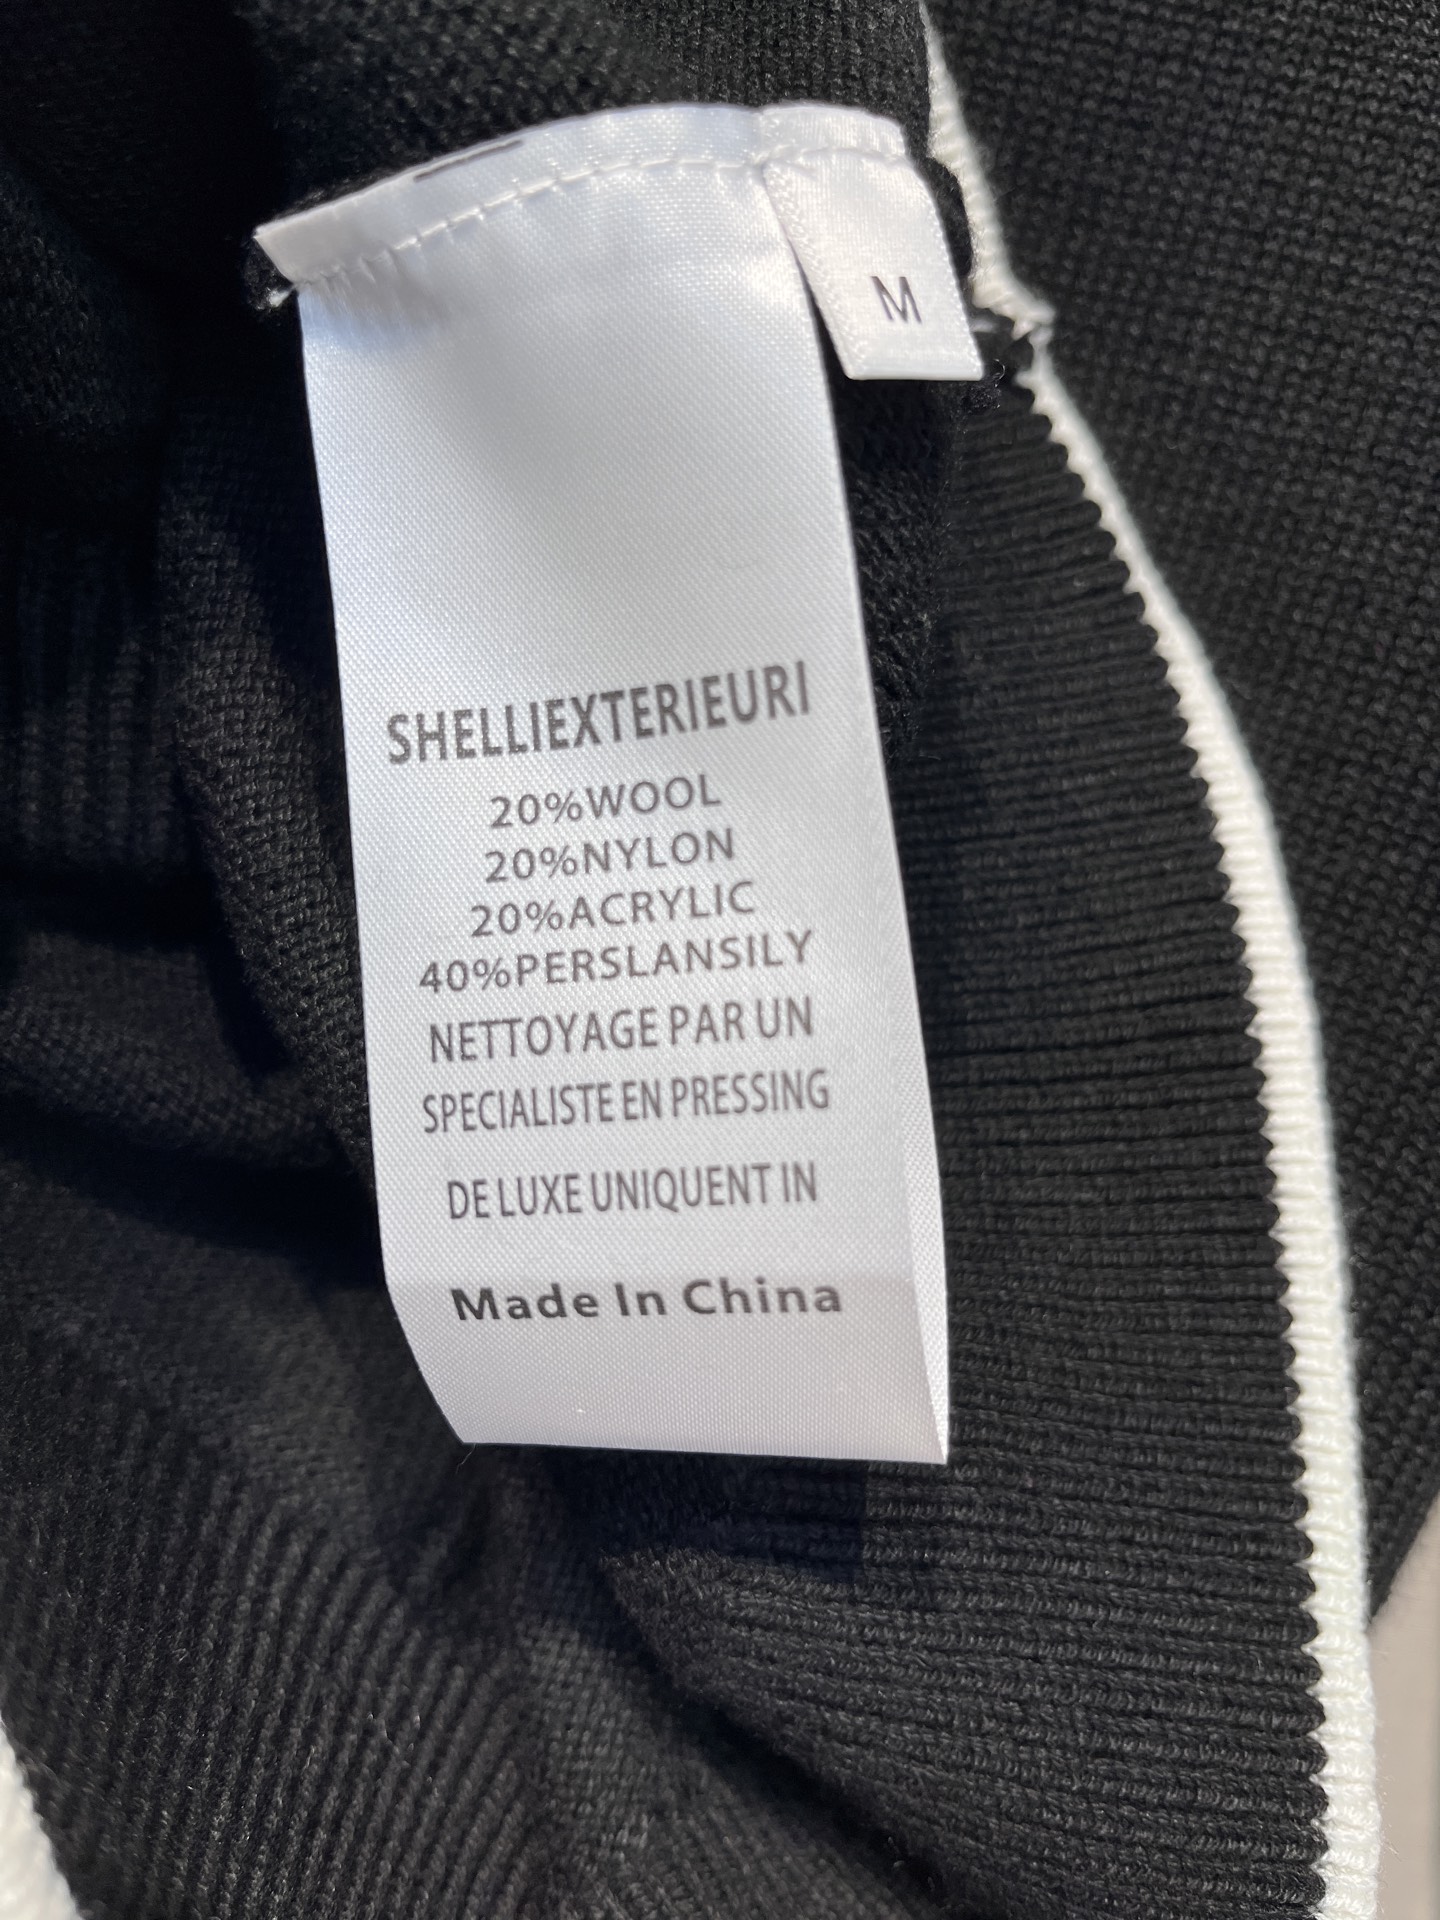 M
SHELLIEXTERIEURI
20%WOOL
20%NYLON
20%ACRYLIC
40%PERSLANSILY
NETTOYAGE PAR UN
SPECIALISTE EN PRESSING
DE LUXE UNIQUENT IN
Made In China